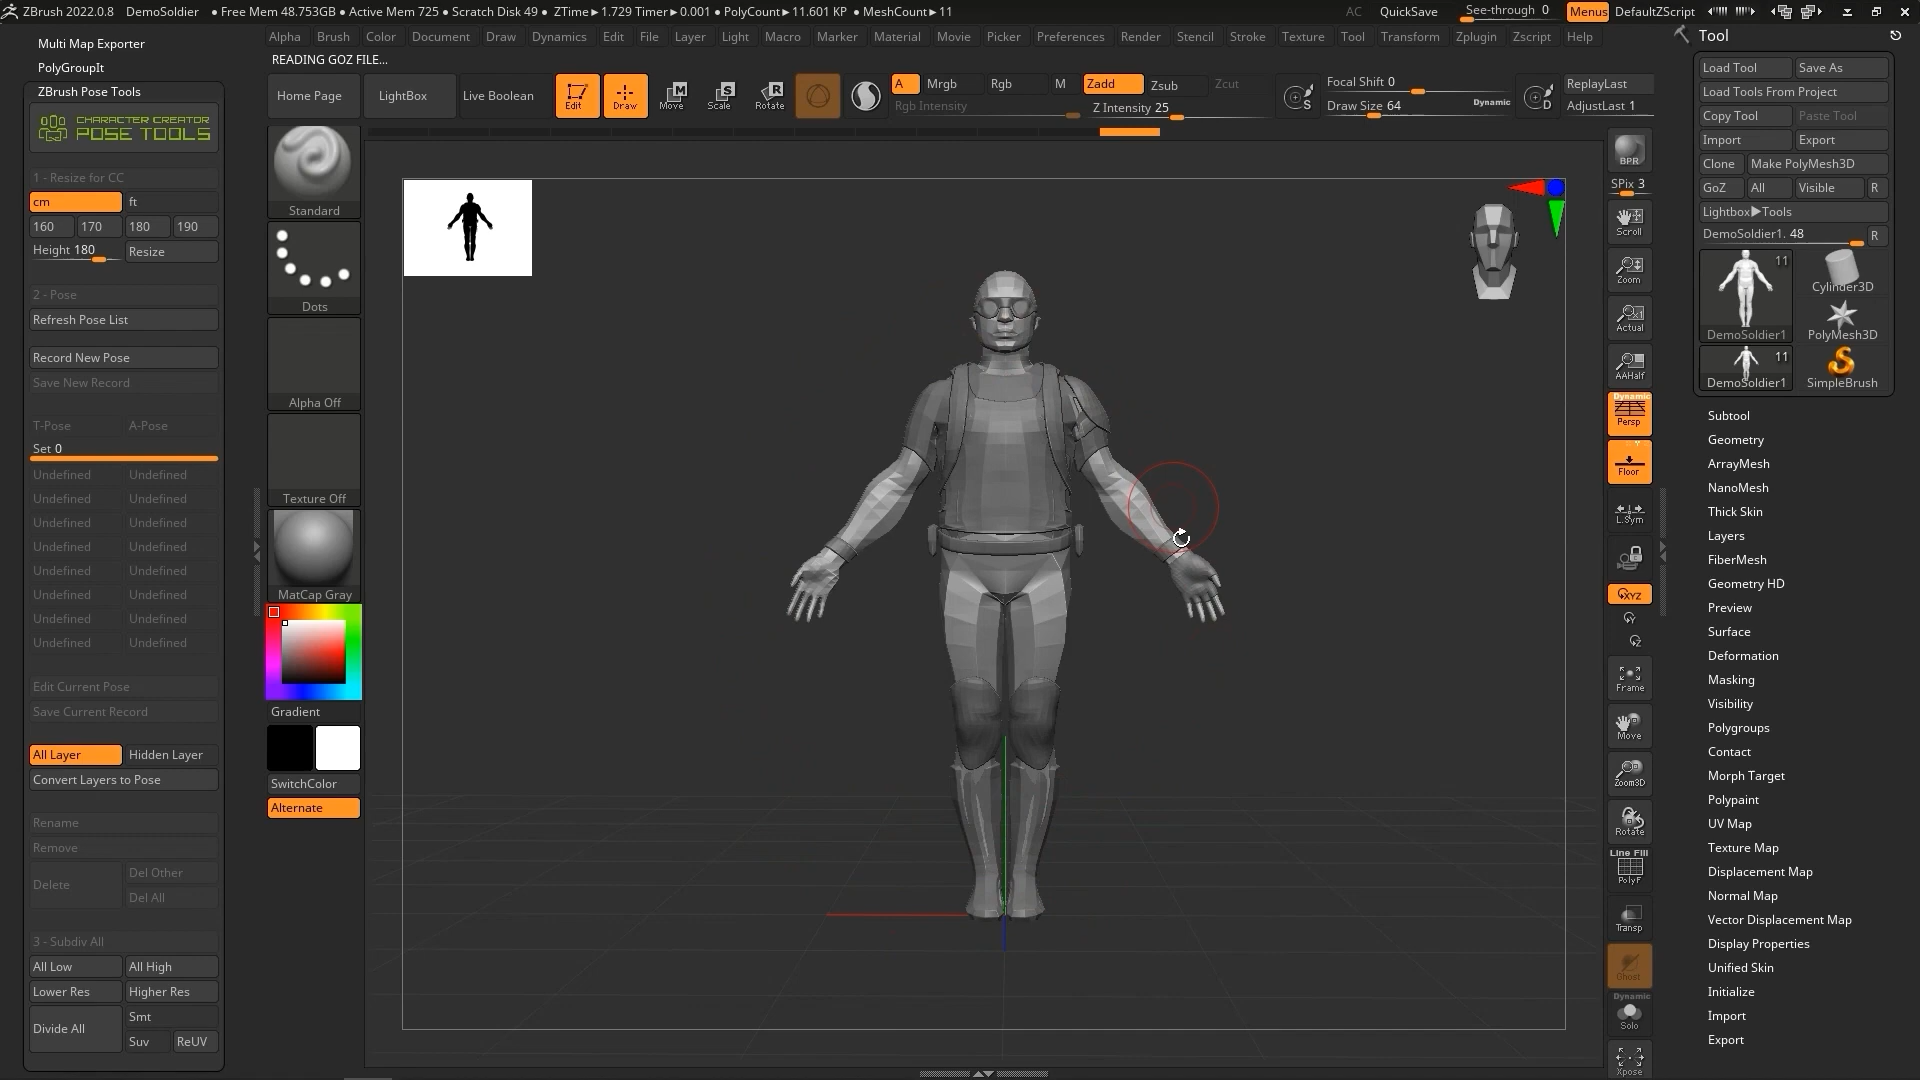 ZBrush 2022.0.8 DemoSoldier ● Free Mem 48.753GB ● Active Mem 725 ● Scratch Disk 49 ● ZTime►1.729 Timer►0.001 ● PolyCount►11.601 KP ● MeshCount►11 AC QuickSave See-through 0 Menus DefaultZScript
Alpha Brush Color Document Draw Dynamics Edit File Layer Light Macro Marker Material Movie Picker Preferences Render Stencil Stroke Texture Tool Transform Zplugin Zscript Help
READING GOZ FILE...
Home Page LightBox Live Boolean Edit Draw Move Scale Rotate
M S R
A Mrgb Rgb M Zadd Zsub Zcut
Rgb Intensity Z Intensity 25
S Focal Shift 0
Draw Size 64 Dynamic
D ReplayLast
AdjustLast 1
Multi Map Exporter
PolyGroupIt
ZBrush Pose Tools
CHARACTER CREATOR
POSE TOOLS
1 - Resize for CC
cm ft
160 170 180 190
Height 180 Resize
2 - Pose
Refresh Pose List
Record New Pose
Save New Record
T-Pose A-Pose
Set 0
Undefined Undefined
Undefined Undefined
Undefined Undefined
Undefined Undefined
Undefined Undefined
Undefined Undefined
Undefined Undefined
Undefined Undefined
Edit Current Pose
Save Current Record
All Layer Hidden Layer
Convert Layers to Pose
Rename
Remove
Delete Del Other
Del All
3 - Subdiv All
All Low All High
Lower Res Higher Res
Divide All Smt
Suv ReUV
Standard
Dots
Alpha Off
Texture Off
MatCap Gray
Gradient
SwitchColor
Alternate
BPR
SPix 3
Scroll
Zoom
Actual
AAHalf
Dynamic
Persp
Floor
L.Sym
XYZ
Y
Z
Frame
Move
Zoom3D
Rotate
Line Fill
PolyF
Transp
Ghost
Dynamic
Solo
Xpose
Tool
Load Tool Save As
Load Tools From Project
Copy Tool Paste Tool
Import Export
Clone Make PolyMesh3D
GoZ All Visible R
Lightbox►Tools
DemoSoldier1. 48 R
11
Cylinder3D
DemoSoldier1 PolyMesh3D
11
DemoSoldier1 SimpleBrush
Subtool
Geometry
ArrayMesh
NanoMesh
Thick Skin
Layers
FiberMesh
Geometry HD
Preview
Surface
Deformation
Masking
Visibility
Polygroups
Contact
Morph Target
Polypaint
UV Map
Texture Map
Displacement Map
Normal Map
Vector Displacement Map
Display Properties
Unified Skin
Initialize
Import
Export